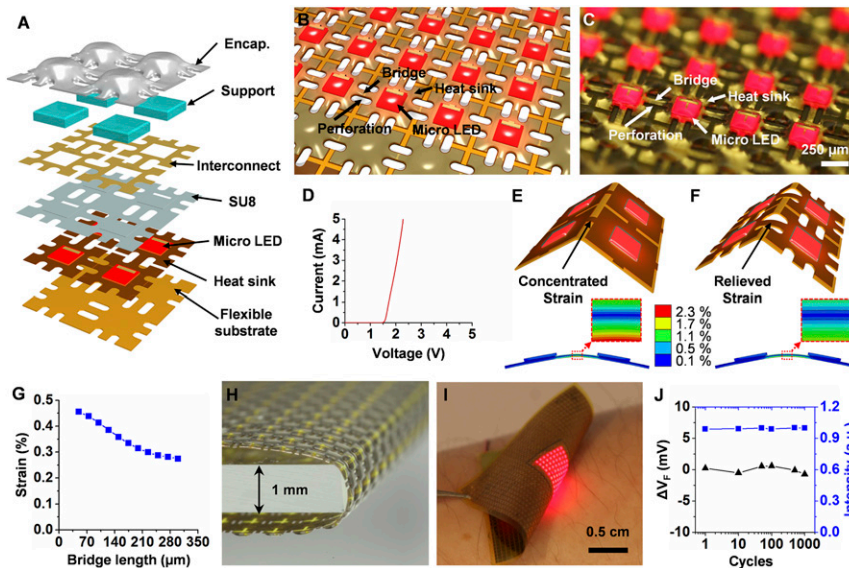 A
Encap.
Support
Interconnect
SU8
Micro LED
Heat sink
Flexible
substrate
B
Bridge
Heat sink
Perforation
Micro LED
C
Bridge
Heat sink
Perforation
Micro LED
250 µm
D
Current (mA)
5
4
3
2
1
0
0 1 2 3 4 5
Voltage (V)
E
Concentrated
Strain
F
Relieved
Strain
2.3 %
1.7 %
1.1 %
0.5 %
0.1 %
G
Strain (%)
0.5
0.4
0.3
0.2
0.1
0.0
0 70 140 210 280 350
Bridge length (µm)
H
1 mm
I
0.5 cm
J
ΔVF (mV)
10
5
0
-5
-10
1 10 100 1000
Cycles
1.2
0.9
0.6
0.3
0.0
Intensity (a.u.)